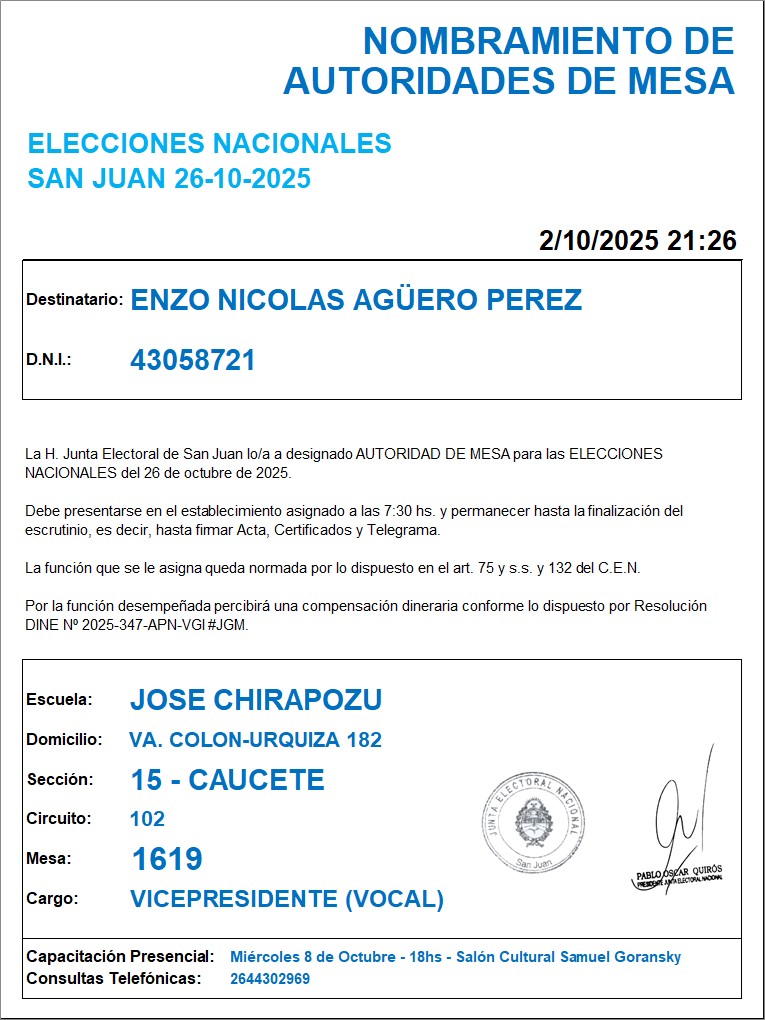 NOMBRAMIENTO DE
AUTORIDADES DE MESA
ELECCIONES NACIONALES
SAN JUAN 26-10-2025
2/10/2025 21:26
Destinatario: ENZO NICOLAS AGÜERO PEREZ
D.N.I.: 43058721
La H. Junta Electoral de San Juan lo/a a designado AUTORIDAD DE MESA para las ELECCIONES
NACIONALES del 26 de octubre de 2025.
Debe presentarse en el establecimiento asignado a las 7:30 hs. y permanecer hasta la finalización del
escrutinio, es decir, hasta firmar Acta, Certificados y Telegrama.
La función que se le asigna queda normada por lo dispuesto en el art. 75 y s.s. y 132 del C.E.N.
Por la función desempeñada percibirá una compensación dineraria conforme lo dispuesto por Resolución
DINE Nº 2025-347-APN-VGI#JGM.
Escuela: JOSE CHIRAPOZU
Domicilio: VA. COLON-URQUIZA 182
Sección: 15 - CAUCETE
Circuito: 102
Mesa: 1619
Cargo: VICEPRESIDENTE (VOCAL)
JUNTA ELECTORAL NACIONAL
San Juan
PABLO OSCAR QUIRÓS
PRESIDENTE JUNTA ELECTORAL NACIONAL
Capacitación Presencial: Miércoles 8 de Octubre - 18hs - Salón Cultural Samuel Goransky
Consultas Telefónicas: 2644302969